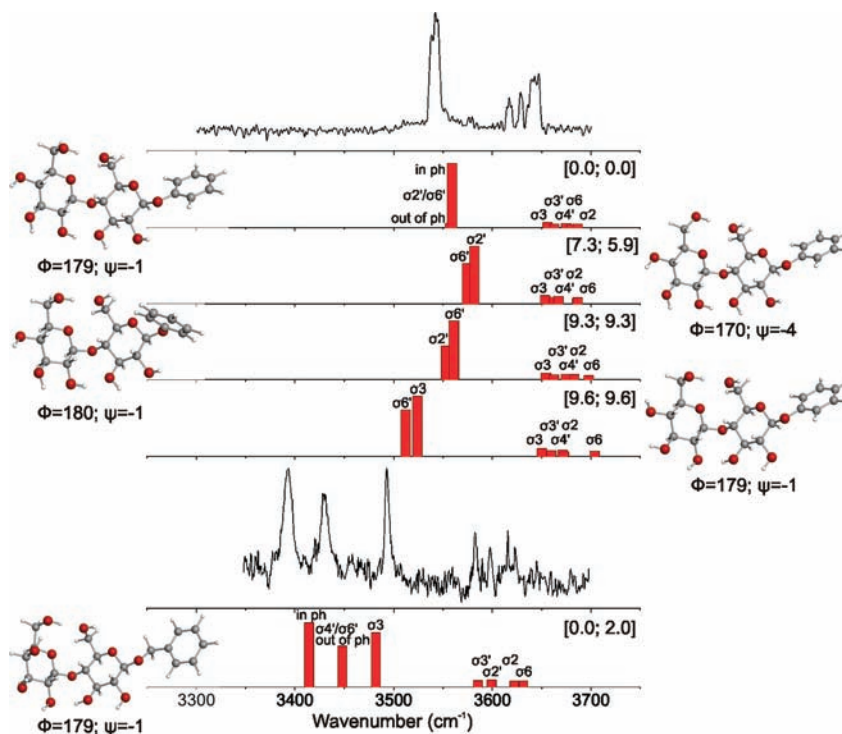 [0.0; 0.0]
in ph
σ2'/σ6'
out of ph
σ3' σ6
σ3 σ4' σ2
Φ=179; ψ=-1
[7.3; 5.9]
σ2'
σ6'
σ3' σ2
σ3 σ4' σ6
Φ=170; ψ=-4
[9.3; 9.3]
σ6'
σ2'
σ3' σ2
σ3 σ4' σ6
Φ=180; ψ=-1
[9.6; 9.6]
σ3
σ6'
σ3' σ2
σ3 σ4' σ6
Φ=179; ψ=-1
[0.0; 2.0]
in ph
σ4'/σ6'
out of ph
σ3
σ3' σ2
σ2' σ6
Φ=179; ψ=-1
3300 3400 3500 3600 3700
Wavenumber (cm⁻¹)